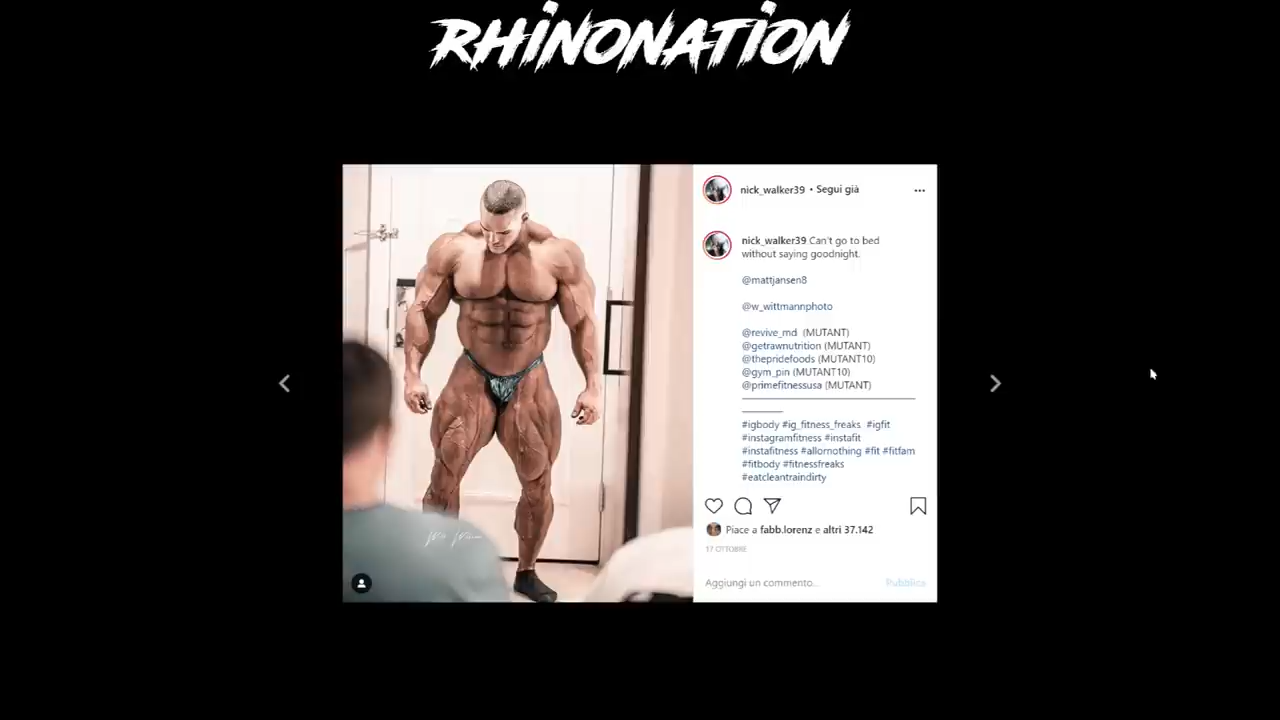 RHINONATION
nick_walker39 • Segui già
nick_walker39 Can't go to bed
without saying goodnight.
@mattjansen8
@w_wittmannphoto
@revive_md (MUTANT)
@getrawnutrition (MUTANT)
@thepridefoods (MUTANT10)
@gym_pin (MUTANT10)
@primefitnessusa (MUTANT)
#igbody #ig_fitness_freaks #igfit
#instagramfitness #instafit
#instafitness #allornothing #fit #fitfam
#fitbody #fitnessfreaks
#eatcleantraindirty
Piace a fabb.lorenz e altri 37.142
17 OTTOBRE
Aggiungi un commento...
Pubblica